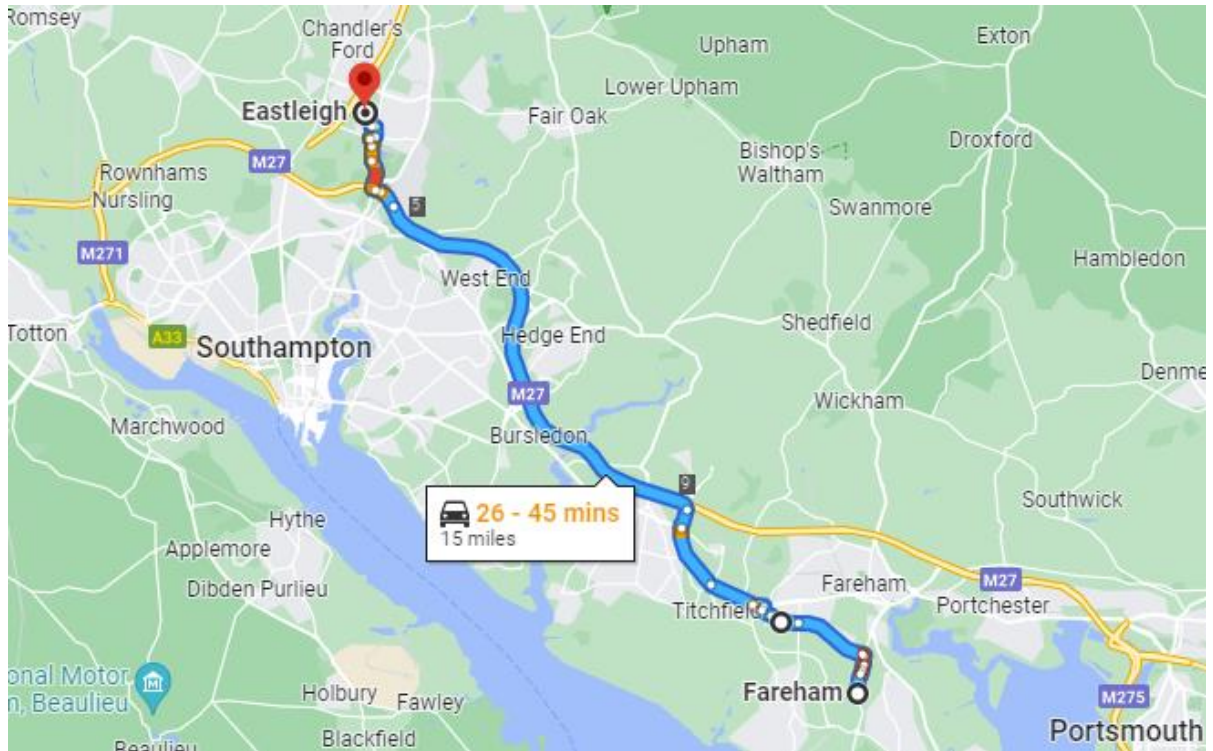 Romsey
Chandler's
Ford
Upham
Exton
Lower Upham
Eastleigh
Fair Oak
Droxford
M27
Bishop's
Waltham
Rownhams
Nursling
5
Swanmore
M271
West End
Hambledon
Totton
A33
Southampton
Hedge End
Shedfield
Denme
M27
Wickham
Marchwood
Bursledon
9
Southwick
26 - 45 mins
15 miles
Hythe
Applemore
Dibden Purlieu
Fareham
M27
Portchester
Titchfield
onal Motor
m, Beaulieu
Holbury
Fawley
Fareham
M275
Portsmouth
Blackfield
Beaulieu